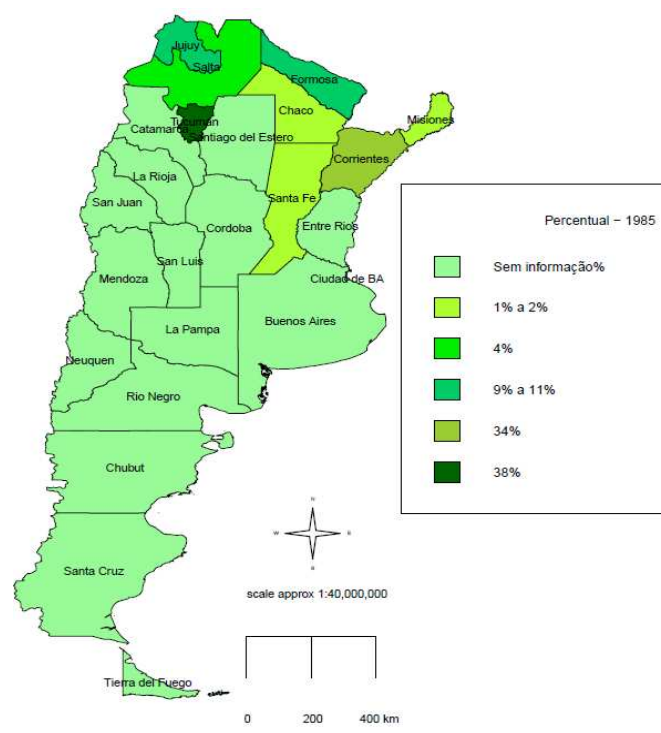 Jujuy
Salta
Formosa
Chaco
Misiones
Tucumán
Catamarca
Santiago del Estero
Corrientes
La Rioja
San Juan
Santa Fe
Cordoba
Entre Rios
San Luis
Mendoza
Ciudad de BA
Buenos Aires
La Pampa
Neuquen
Rio Negro
Chubut
Santa Cruz
Tierra del Fuego
Percentual − 1985
Sem informação%
1% a 2%
4%
9% a 11%
34%
38%
N
W
E
S
scale approx 1:40,000,000
0 200 400 km